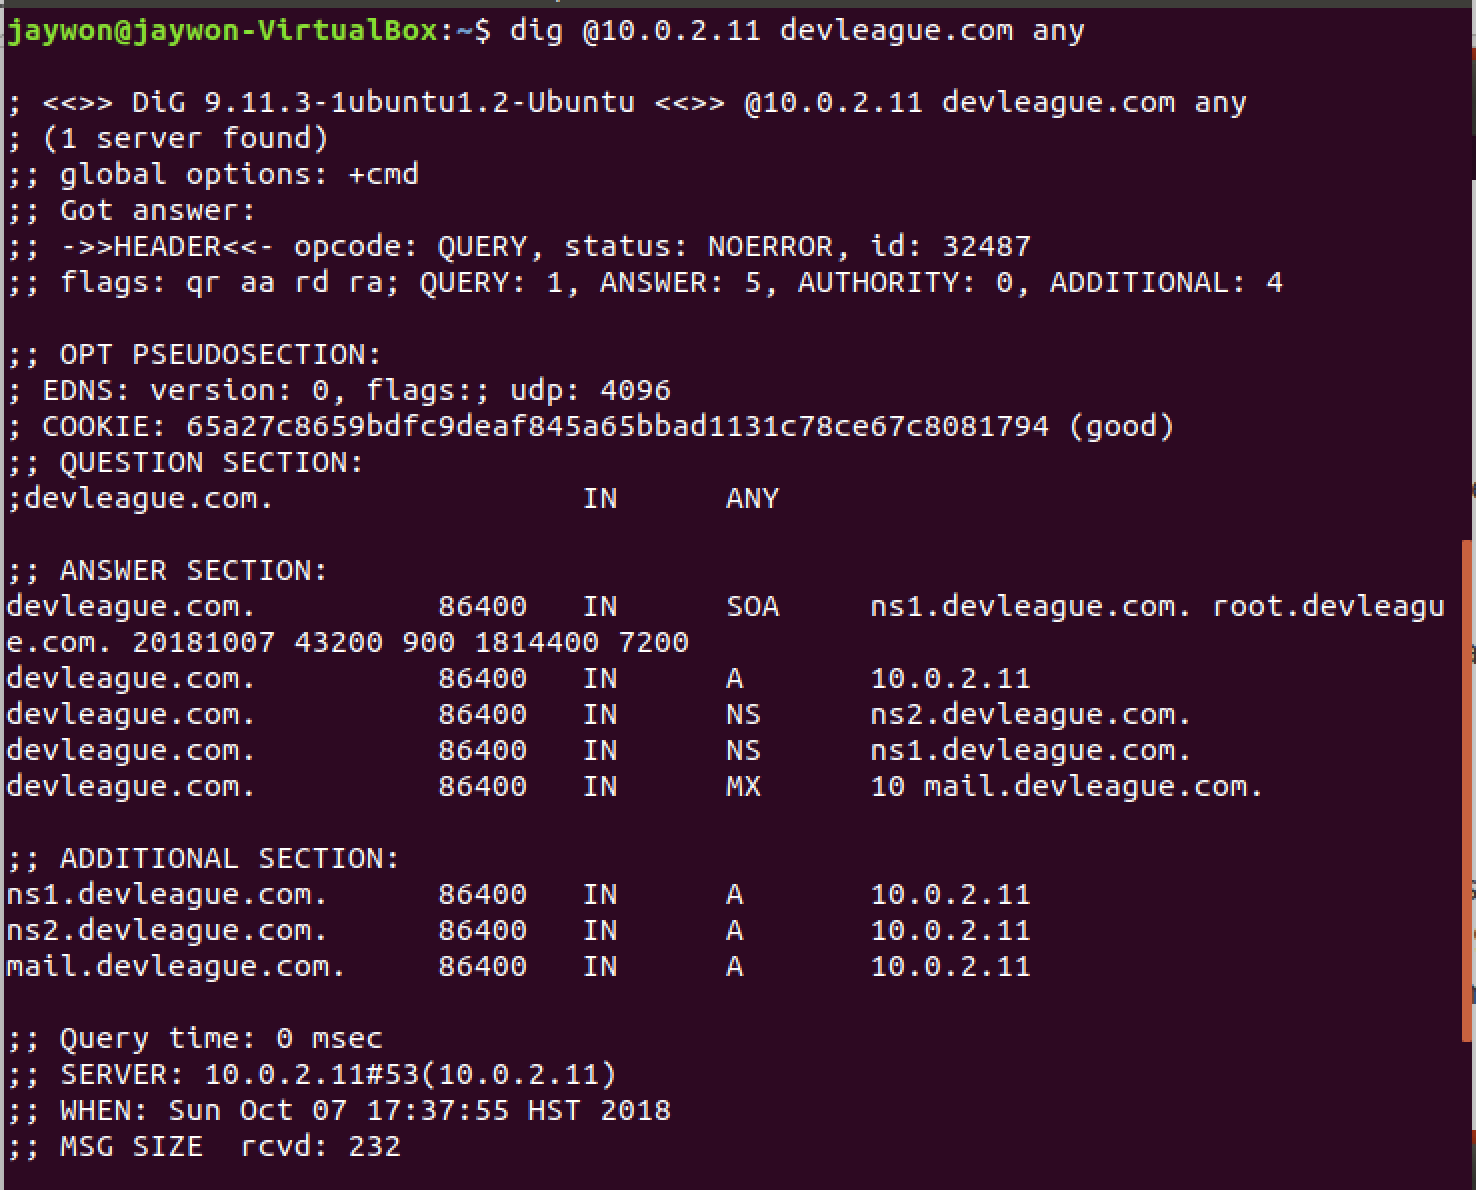 jaywon@jaywon-VirtualBox:~$ dig @10.0.2.11 devleague.com any
; <<>> DiG 9.11.3-1ubuntu1.2-Ubuntu <<>> @10.0.2.11 devleague.com any
; (1 server found)
;; global options: +cmd
;; Got answer:
;; ->>HEADER<<- opcode: QUERY, status: NOERROR, id: 32487
;; flags: qr aa rd ra; QUERY: 1, ANSWER: 5, AUTHORITY: 0, ADDITIONAL: 4
;; OPT PSEUDOSECTION:
; EDNS: version: 0, flags:; udp: 4096
; COOKIE: 65a27c8659bdfc9deaf845a65bbad1131c78ce67c8081794 (good)
;; QUESTION SECTION:
;devleague.com. IN ANY
;; ANSWER SECTION:
devleague.com. 86400 IN SOA ns1.devleague.com. root.devleagu
e.com. 20181007 43200 900 1814400 7200
devleague.com. 86400 IN A 10.0.2.11
devleague.com. 86400 IN NS ns2.devleague.com.
devleague.com. 86400 IN NS ns1.devleague.com.
devleague.com. 86400 IN MX 10 mail.devleague.com.
;; ADDITIONAL SECTION:
ns1.devleague.com. 86400 IN A 10.0.2.11
ns2.devleague.com. 86400 IN A 10.0.2.11
mail.devleague.com. 86400 IN A 10.0.2.11
;; Query time: 0 msec
;; SERVER: 10.0.2.11#53(10.0.2.11)
;; WHEN: Sun Oct 07 17:37:55 HST 2018
;; MSG SIZE rcvd: 232